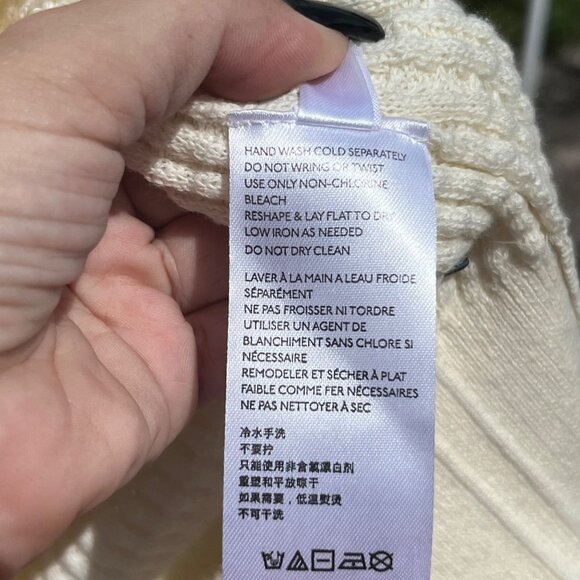 HAND WASH COLD SEPARATELY
DO NOT WRING OR TWIST
USE ONLY NON-CHLORINE
BLEACH
RESHAPE & LAY FLAT TO DRY
LOW IRON AS NEEDED
DO NOT DRY CLEAN
LAVER À LA MAIN A LEAU FROIDE
SÉPARÉMENT
NE PAS FROISSER NI TORDRE
UTILISER UN AGENT DE
BLANCHIMENT SANS CHLORE SI
NÉCESSAIRE
REMODELER ET SÉCHER À PLAT
FAIBLE COMME FER NÉCESSAIRES
NE PAS NETTOYER À SEC
冷水手洗
不要拧
只能使用非食氯漂白剂
重塑和平放晾干
如果需要，低温熨烫
不可干洗